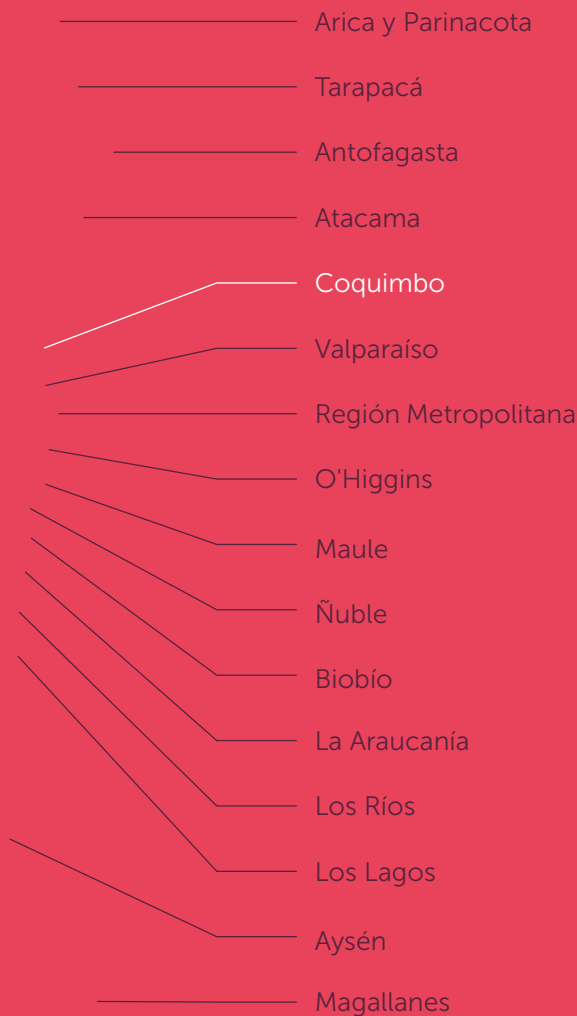 Arica y Parinacota
Tarapacá
Antofagasta
Atacama
Coquimbo
Valparaíso
Región Metropolitana
O'Higgins
Maule
Ñuble
Biobío
La Araucanía
Los Ríos
Los Lagos
Aysén
Magallanes